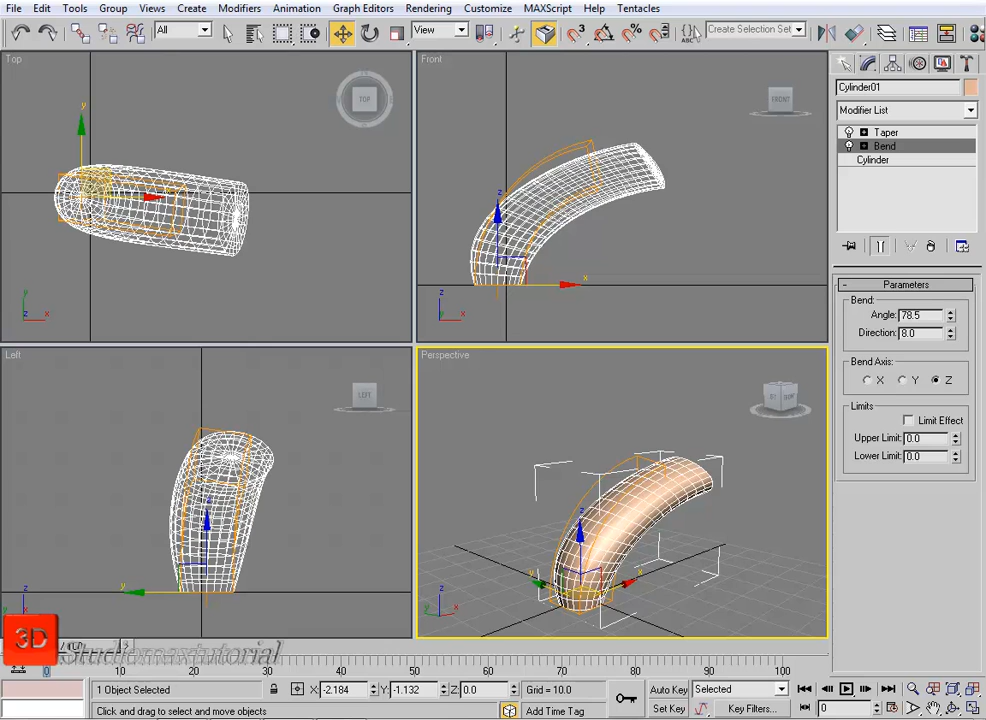 File Edit Tools Group Views Create Modifiers Animation Graph Editors Rendering Customize MAXScript Help Tentacles
All View 3 ABC Create Selection Set
Top
TOP
y
x
y
z x
Front
FRONT
z
x
z
y x
Left
LEFT
z
y
z
x
Perspective
FRONT
z
y x
z
y x
Cylinder01
Modifier List
Taper
Bend
Cylinder
- Parameters
Bend:
Angle: 78.5
Direction: 8.0
Bend Axis:
X Y Z
Limits
Limit Effect
Upper Limit: 0.0
Lower Limit: 0.0
3D Studiomaxtutorial
0 10 20 30 40 50 60 70 80 90 100
1 Object Selected X: -2.184 Y: -1.132 Z: 0.0 Grid = 10.0 Auto Key Selected
Click and drag to select and move objects Add Time Tag Set Key Key Filters... 0